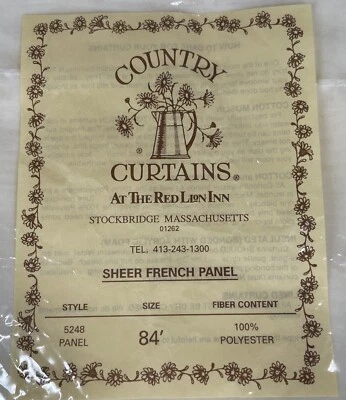 COUNTRY
®
®
CURTAINS®
AT THE RED LION INN
STOCKBRIDGE MASSACHUSETTS
01262
TEL. 413-243-1300
SHEER FRENCH PANEL
STYLE SIZE FIBER CONTENT
5248 PANEL 84′ 100% POLYESTER